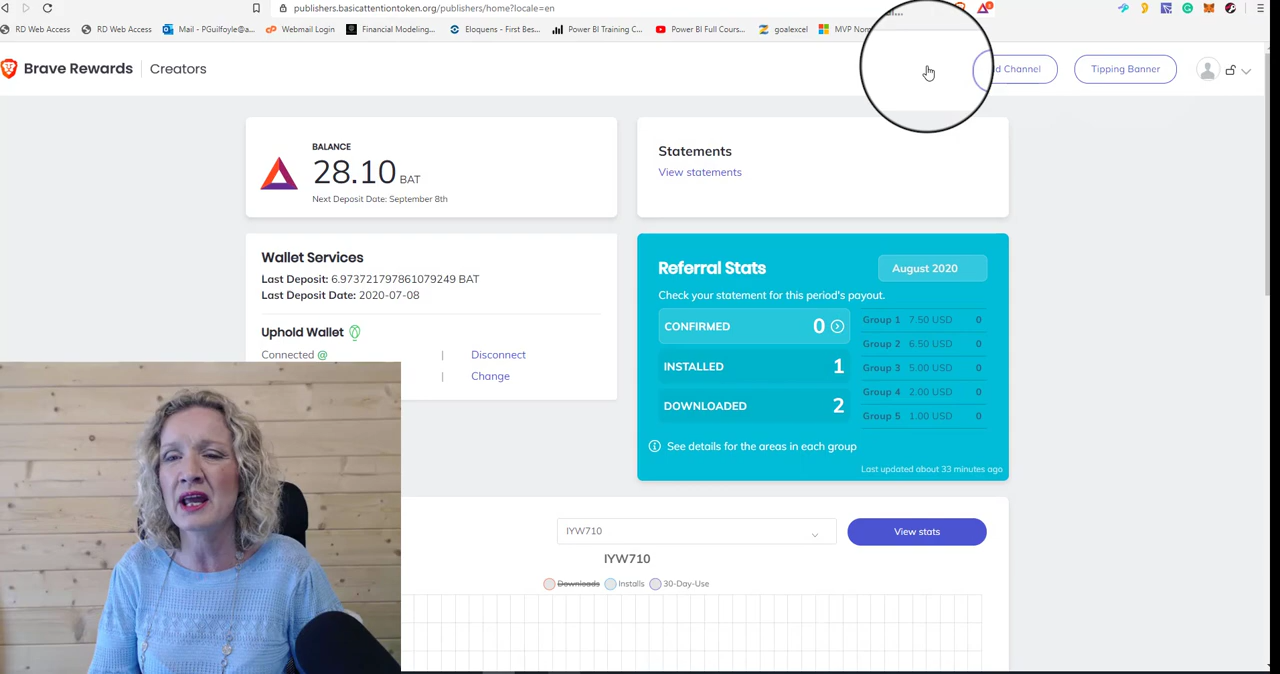 publishers.basicattentiontoken.org/publishers/home?locale=en
RD Web Access RD Web Access Mail - PGuilfoyle@a... Webmail Login Financial Modeling... Eloquens - First Bes... Power BI Training C... Power BI Full Cours... goalexcel MVP Nom
Brave Rewards Creators
d Channel
Tipping Banner
BALANCE
28.10 BAT
Next Deposit Date: September 8th
Statements
View statements
Wallet Services
Last Deposit: 6.973721797861079249 BAT
Last Deposit Date: 2020-07-08
Uphold Wallet
Connected @ | Disconnect
| Change
Referral Stats
August 2020
Check your statement for this period's payout.
CONFIRMED 0
INSTALLED 1
DOWNLOADED 2
Group 1 7.50 USD 0
Group 2 6.50 USD 0
Group 3 5.00 USD 0
Group 4 2.00 USD 0
Group 5 1.00 USD 0
See details for the areas in each group
Last updated about 33 minutes ago
IYW710
View stats
IYW710
Downloads Installs 30-Day-Use